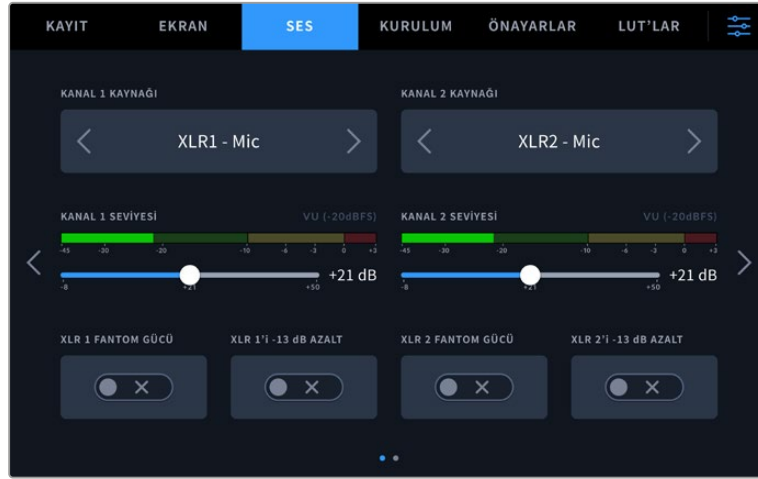 KAYIT EKRAN SES KURULUM ÖNAYARLAR LUT’LAR
KANAL 1 KAYNAĞI KANAL 2 KAYNAĞI
XLR1 - Mic XLR2 - Mic
KANAL 1 SEVİYESİ VU (-20dBFS) KANAL 2 SEVİYESİ VU (-20dBFS)
-45 -30 -20 -10 -6 -3 0 +3 -45 -30 -20 -10 -6 -3 0 +3
+21 dB +21 dB
-8 +21 +50 -8 +21 +50
XLR 1 FANTOM GÜCÜ XLR 1’i -13 dB AZALT XLR 2 FANTOM GÜCÜ XLR 2’i -13 dB AZALT